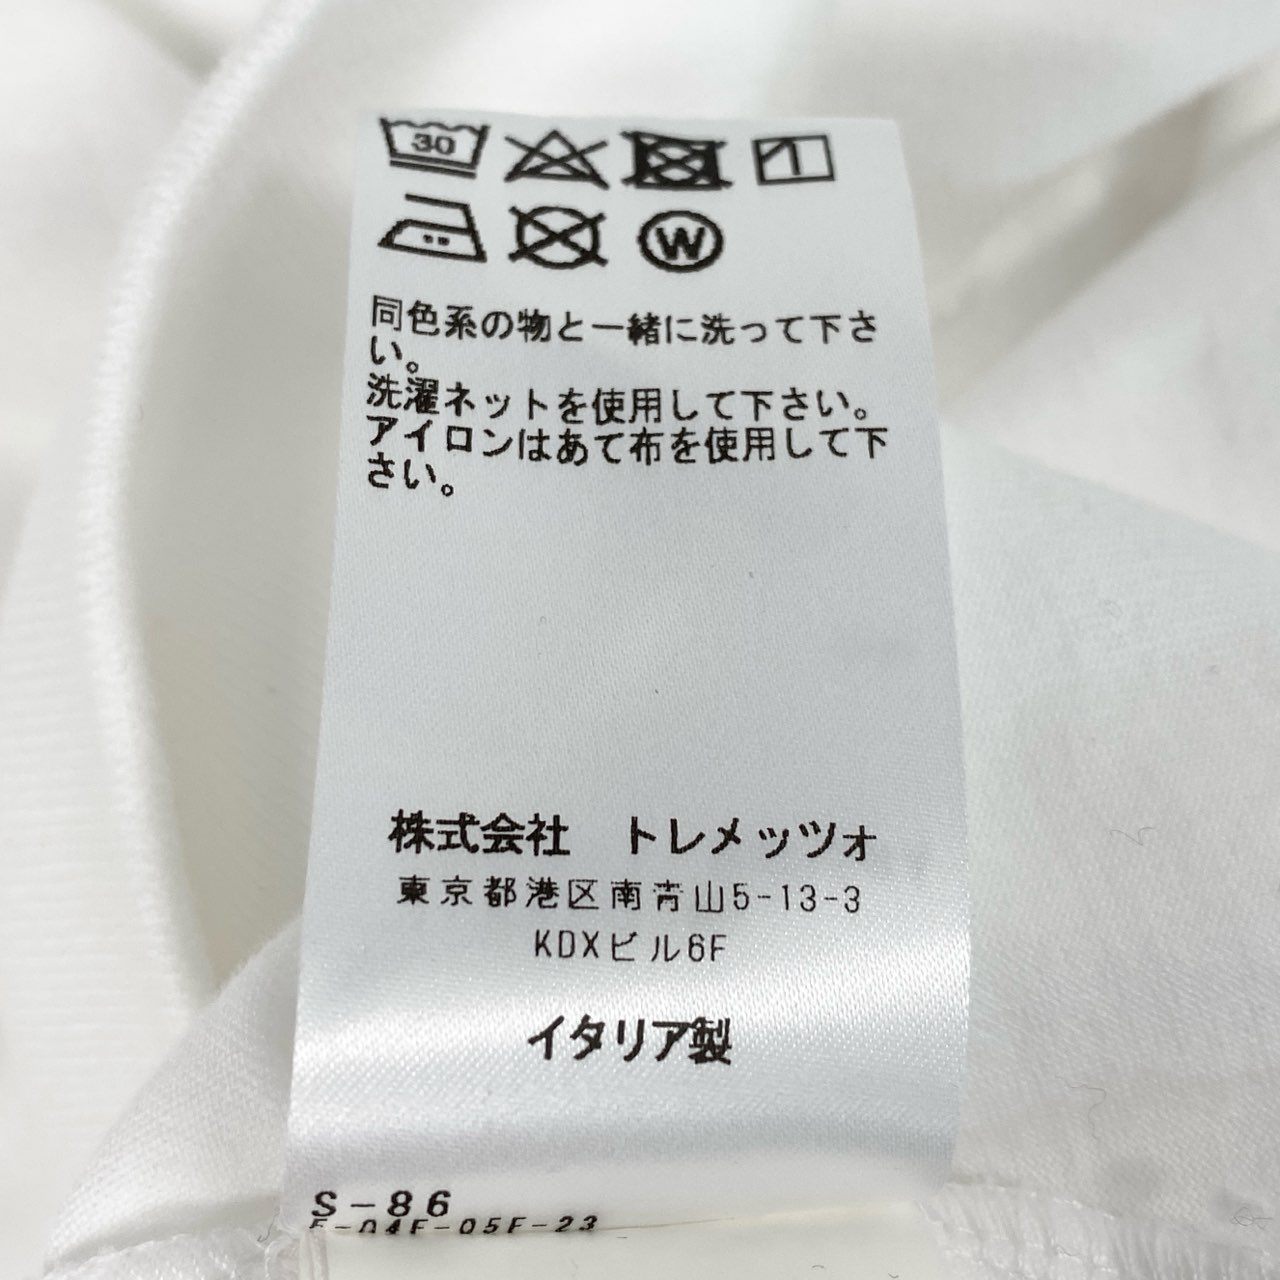 30
W
同色系の物と一緒に洗って下さ
い。
洗濯ネットを使用して下さい。
アイロンはあて布を使用して下
さい。
株式会社　トレメッツォ
東京都港区南青山5-13-3
KDXビル6F
イタリア製
S-86